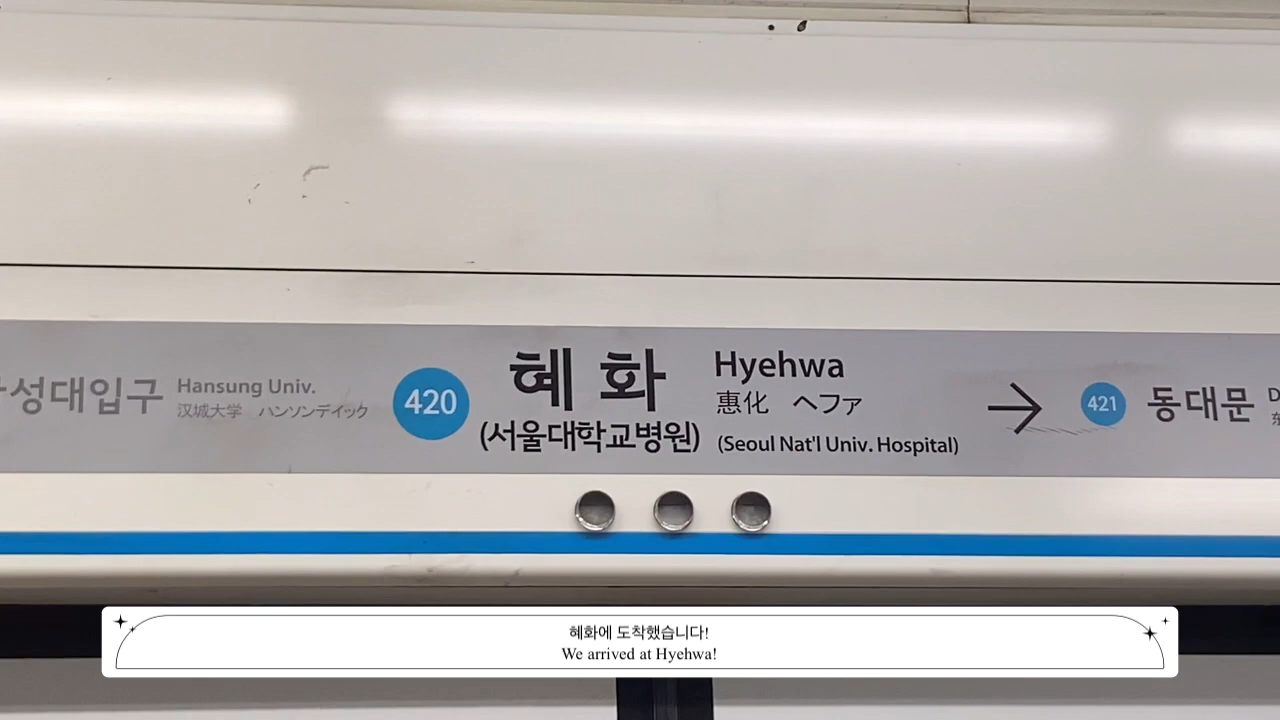 성대입구
Hansung Univ.
汉城大学 ハンソンデイック
420
혜화
(서울대학교병원)
Hyehwa
惠化 ヘファ
(Seoul Nat'l Univ. Hospital)
→
421
동대문
혜화에 도착했습니다!
We arrived at Hyehwa!